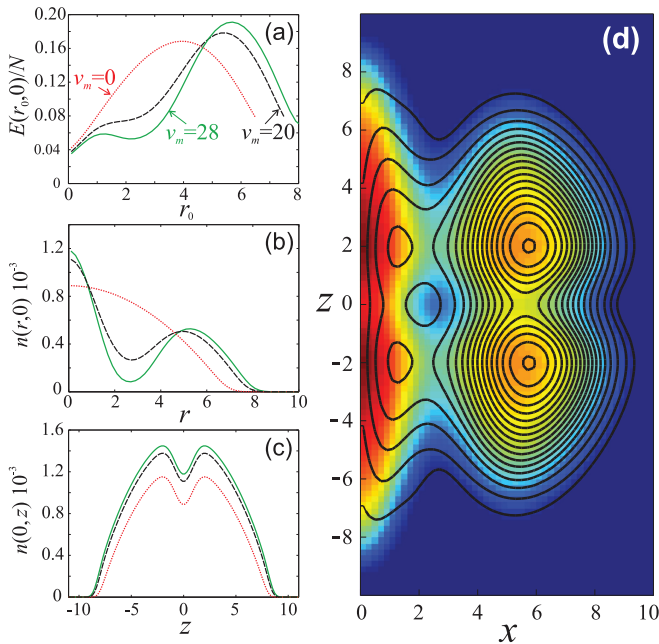 0.20
0.16
0.12
0.08
0.04
E(r₀,0)/N
(a)
vₘ=0
vₘ=28
vₘ=20
0 2 4 6 8
r₀
1.2
0.8
0.4
0
n(r,0) 10⁻³
(b)
0 2 4 6 8 10
r
1.6
1.2
0.8
0.4
0
n(0,z) 10⁻³
(c)
-10 -5 0 5 10
z
(d)
8
6
4
2
0
-2
-4
-6
-8
z
0 2 4 6 8 10
x